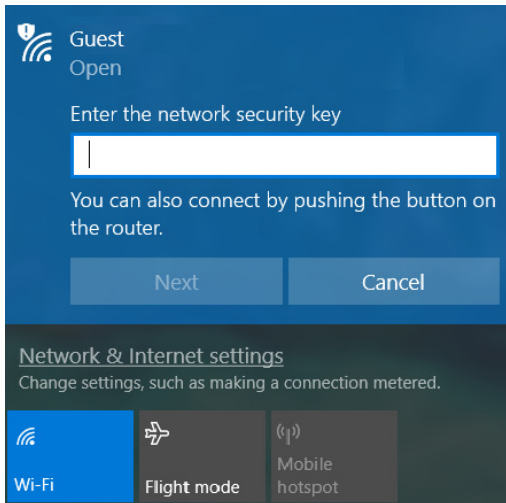 Guest
Open
Enter the network security key
You can also connect by pushing the button on
the router.
Next
Cancel
Network & Internet settings
Change settings, such as making a connection metered.
Wi-Fi
Flight mode
Mobile
hotspot